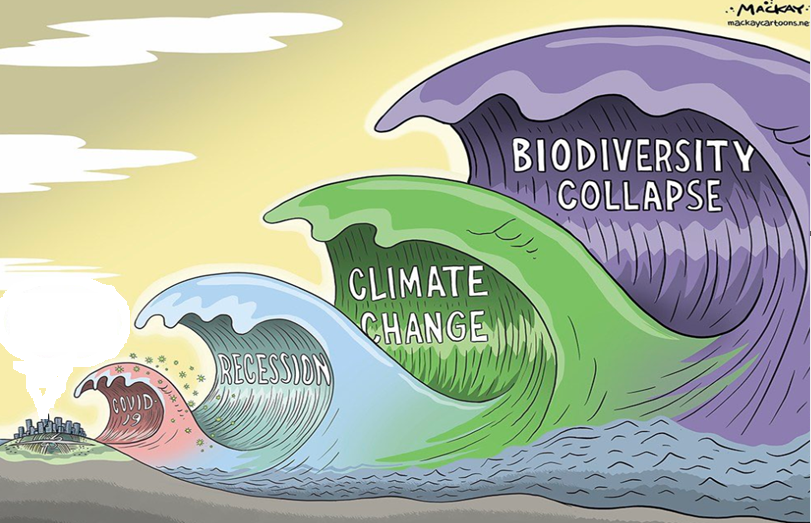 MACKAY
mackaycartoons.net
BIODIVERSITY
COLLAPSE
CLIMATE
CHANGE
RECESSION
COVID
19